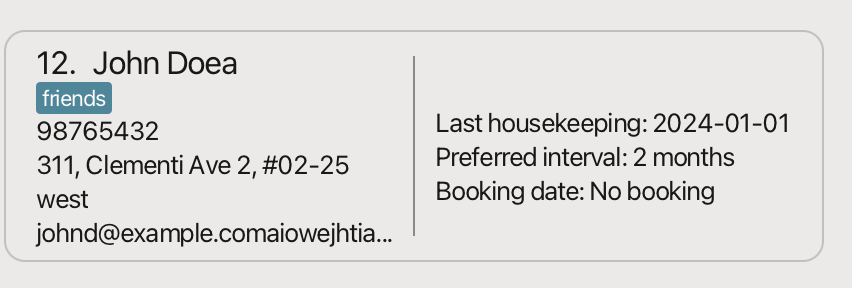 12. John Doea
friends
98765432
311, Clementi Ave 2, #02-25
west
johnd@example.comaiowejhtia...
Last housekeeping: 2024-01-01
Preferred interval: 2 months
Booking date: No booking